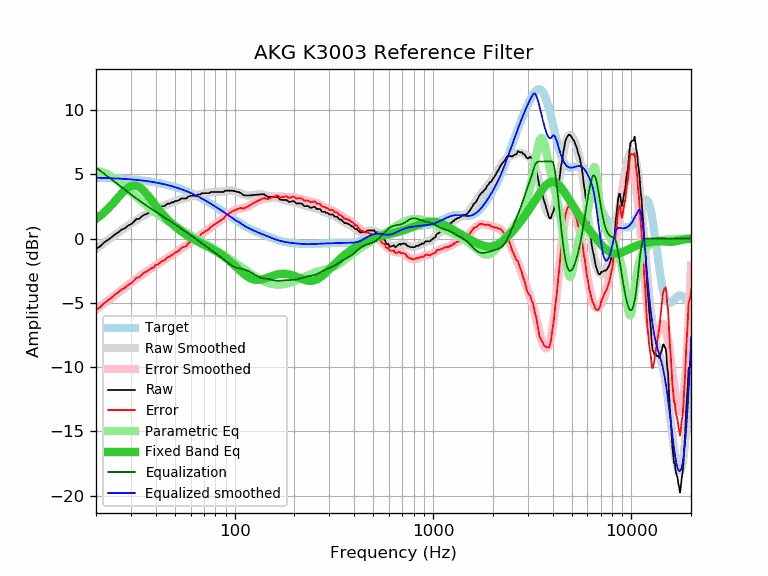 AKG K3003 Reference Filter
10
5
0
−5
−10
−15
−20
Amplitude (dBr)
Target
Raw Smoothed
Error Smoothed
Raw
Error
Parametric Eq
Fixed Band Eq
Equalization
Equalized smoothed
100
1000
10000
Frequency (Hz)